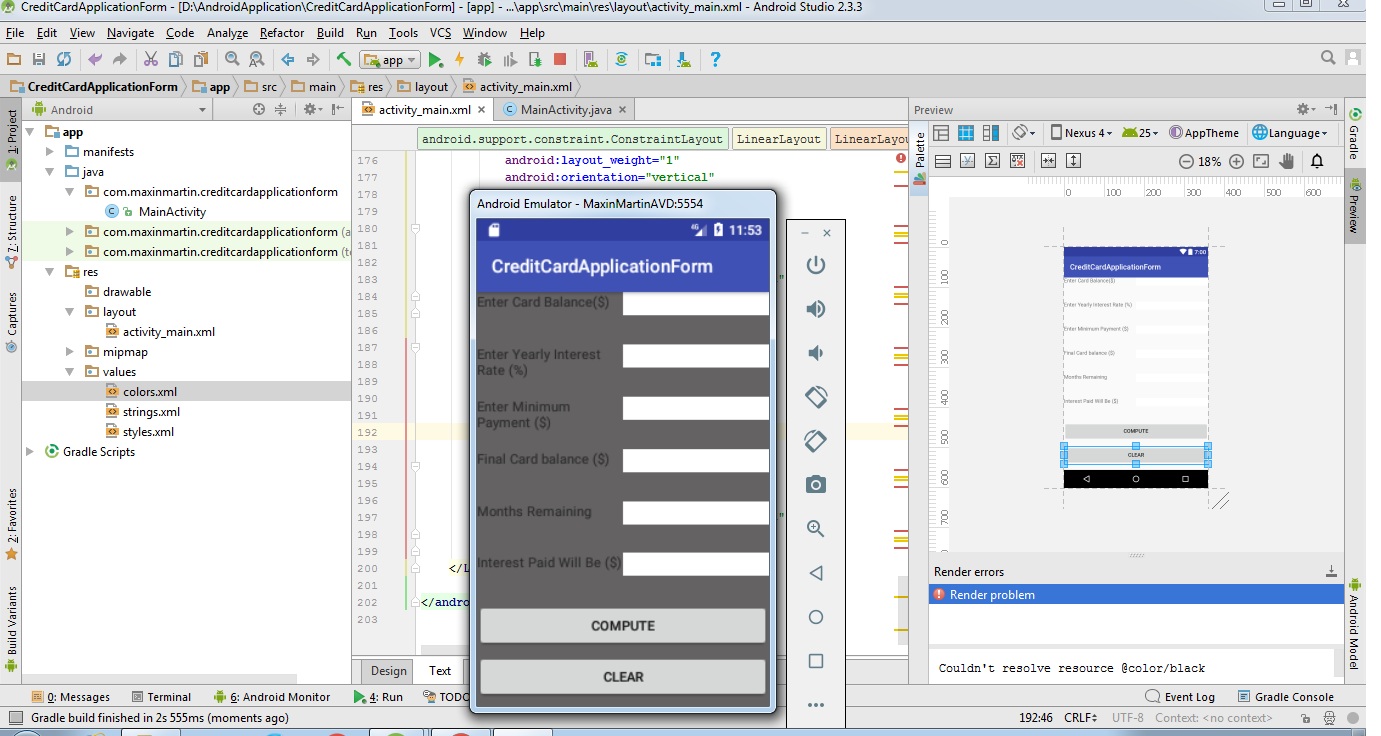 CreditCardApplicationForm - [D:\AndroidApplication\CreditCardApplicationForm] - [app] - ...\app\src\main\res\layout\activity_main.xml - Android Studio 2.3.3
File Edit View Navigate Code Analyze Refactor Build Run Tools VCS Window Help
app
CreditCardApplicationForm app src main res layout activity_main.xml
1: Project
7: Structure
Captures
2: Favorites
Build Variants
Android
app
manifests
java
com.maxinmartin.creditcardapplicationform
MainActivity
com.maxinmartin.creditcardapplicationform (a
com.maxinmartin.creditcardapplicationform (t
res
drawable
layout
activity_main.xml
mipmap
values
colors.xml
strings.xml
styles.xml
Gradle Scripts
activity_main.xml MainActivity.java
android.support.constraint.ConstraintLayout LinearLayout LinearLayou
176 android:layout_weight="1"
177 android:orientation="vertical"
178
179
180
181
182
183 "
184
185
186
187
188
189
190
191
192
193
194
195
196
197 "
198
199
200 </L
201
202 </andro
203
Design Text
Android Emulator - MaxinMartinAVD:5554
11:53
CreditCardApplicationForm
Enter Card Balance($)
Enter Yearly Interest
Rate (%)
Enter Minimum
Payment ($)
Final Card balance ($)
Months Remaining
Interest Paid Will Be ($)
COMPUTE
CLEAR
Preview
Palette
Nexus 4 25 AppTheme Language
18%
0 100 200 300 400 500 600
0
100
200
300
400
500
600
700
7:00
CreditCardApplicationForm
Enter Card Balance($)
Enter Yearly Interest Rate (%)
Enter Minimum Payment ($)
Final Card balance ($)
Months Remaining
Interest Paid Will Be ($)
COMPUTE
CLEAR
Render errors
Render problem
Couldn't resolve resource @color/black
Gradle
Preview
Android Model
0: Messages Terminal 6: Android Monitor 4: Run TODO Event Log Gradle Console
Gradle build finished in 2s 555ms (moments ago) 192:46 CRLF UTF-8 Context: <no context>